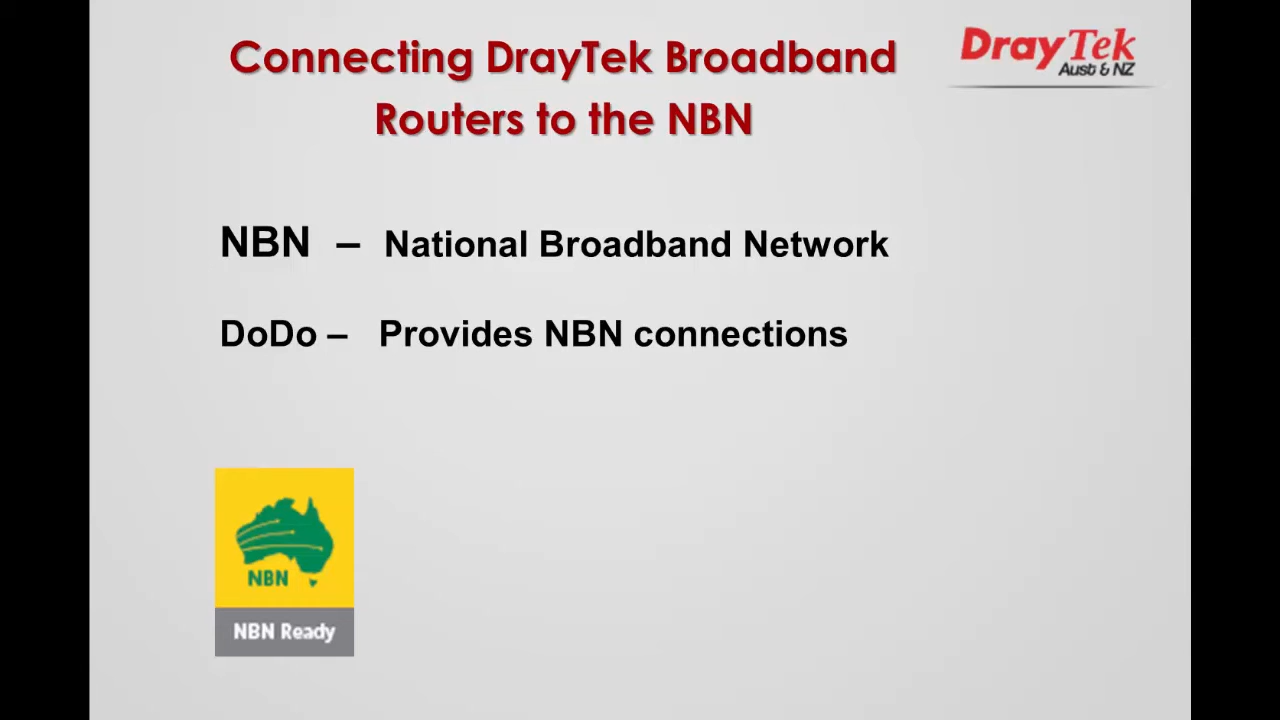 Connecting DrayTek Broadband
Routers to the NBN
DrayTek
Aust & NZ
NBN – National Broadband Network
DoDo – Provides NBN connections
NBN
NBN Ready